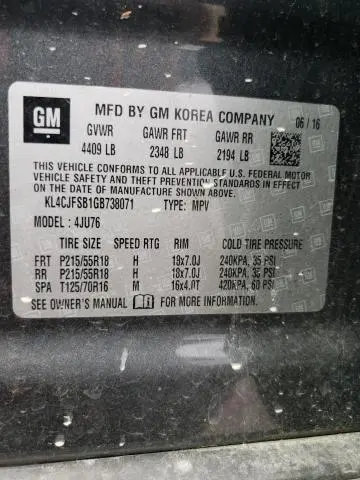 GM
MFD BY GM KOREA COMPANY 06/16
GVWR GAWR FRT GAWR RR
4409 LB 2348 LB 2194 LB
THIS VEHICLE CONFORMS TO ALL APPLICABLE U.S. FEDERAL MOTOR
VEHICLE SAFETY, BUMPER, AND THEFT PREVENTION STANDARDS IN EFFECT
ON THE DATE OF MANUFACTURE SHOWN ABOVE.
KL4CJFSB1GB738071 TYPE: MPV
MODEL : 4JU76
TIRE SIZE SPEED RTG RIM COLD TIRE PRESSURE
FRT P215/55R18 H 18x7.0J 240KPA, 35 PSI
RR P215/55R18 H 18x7.0J 240KPA, 35 PSI
SPA T125/70R16 M 16x4.0T 420KPA, 60 PSI
SEE OWNER'S MANUAL FOR MORE INFORMATION